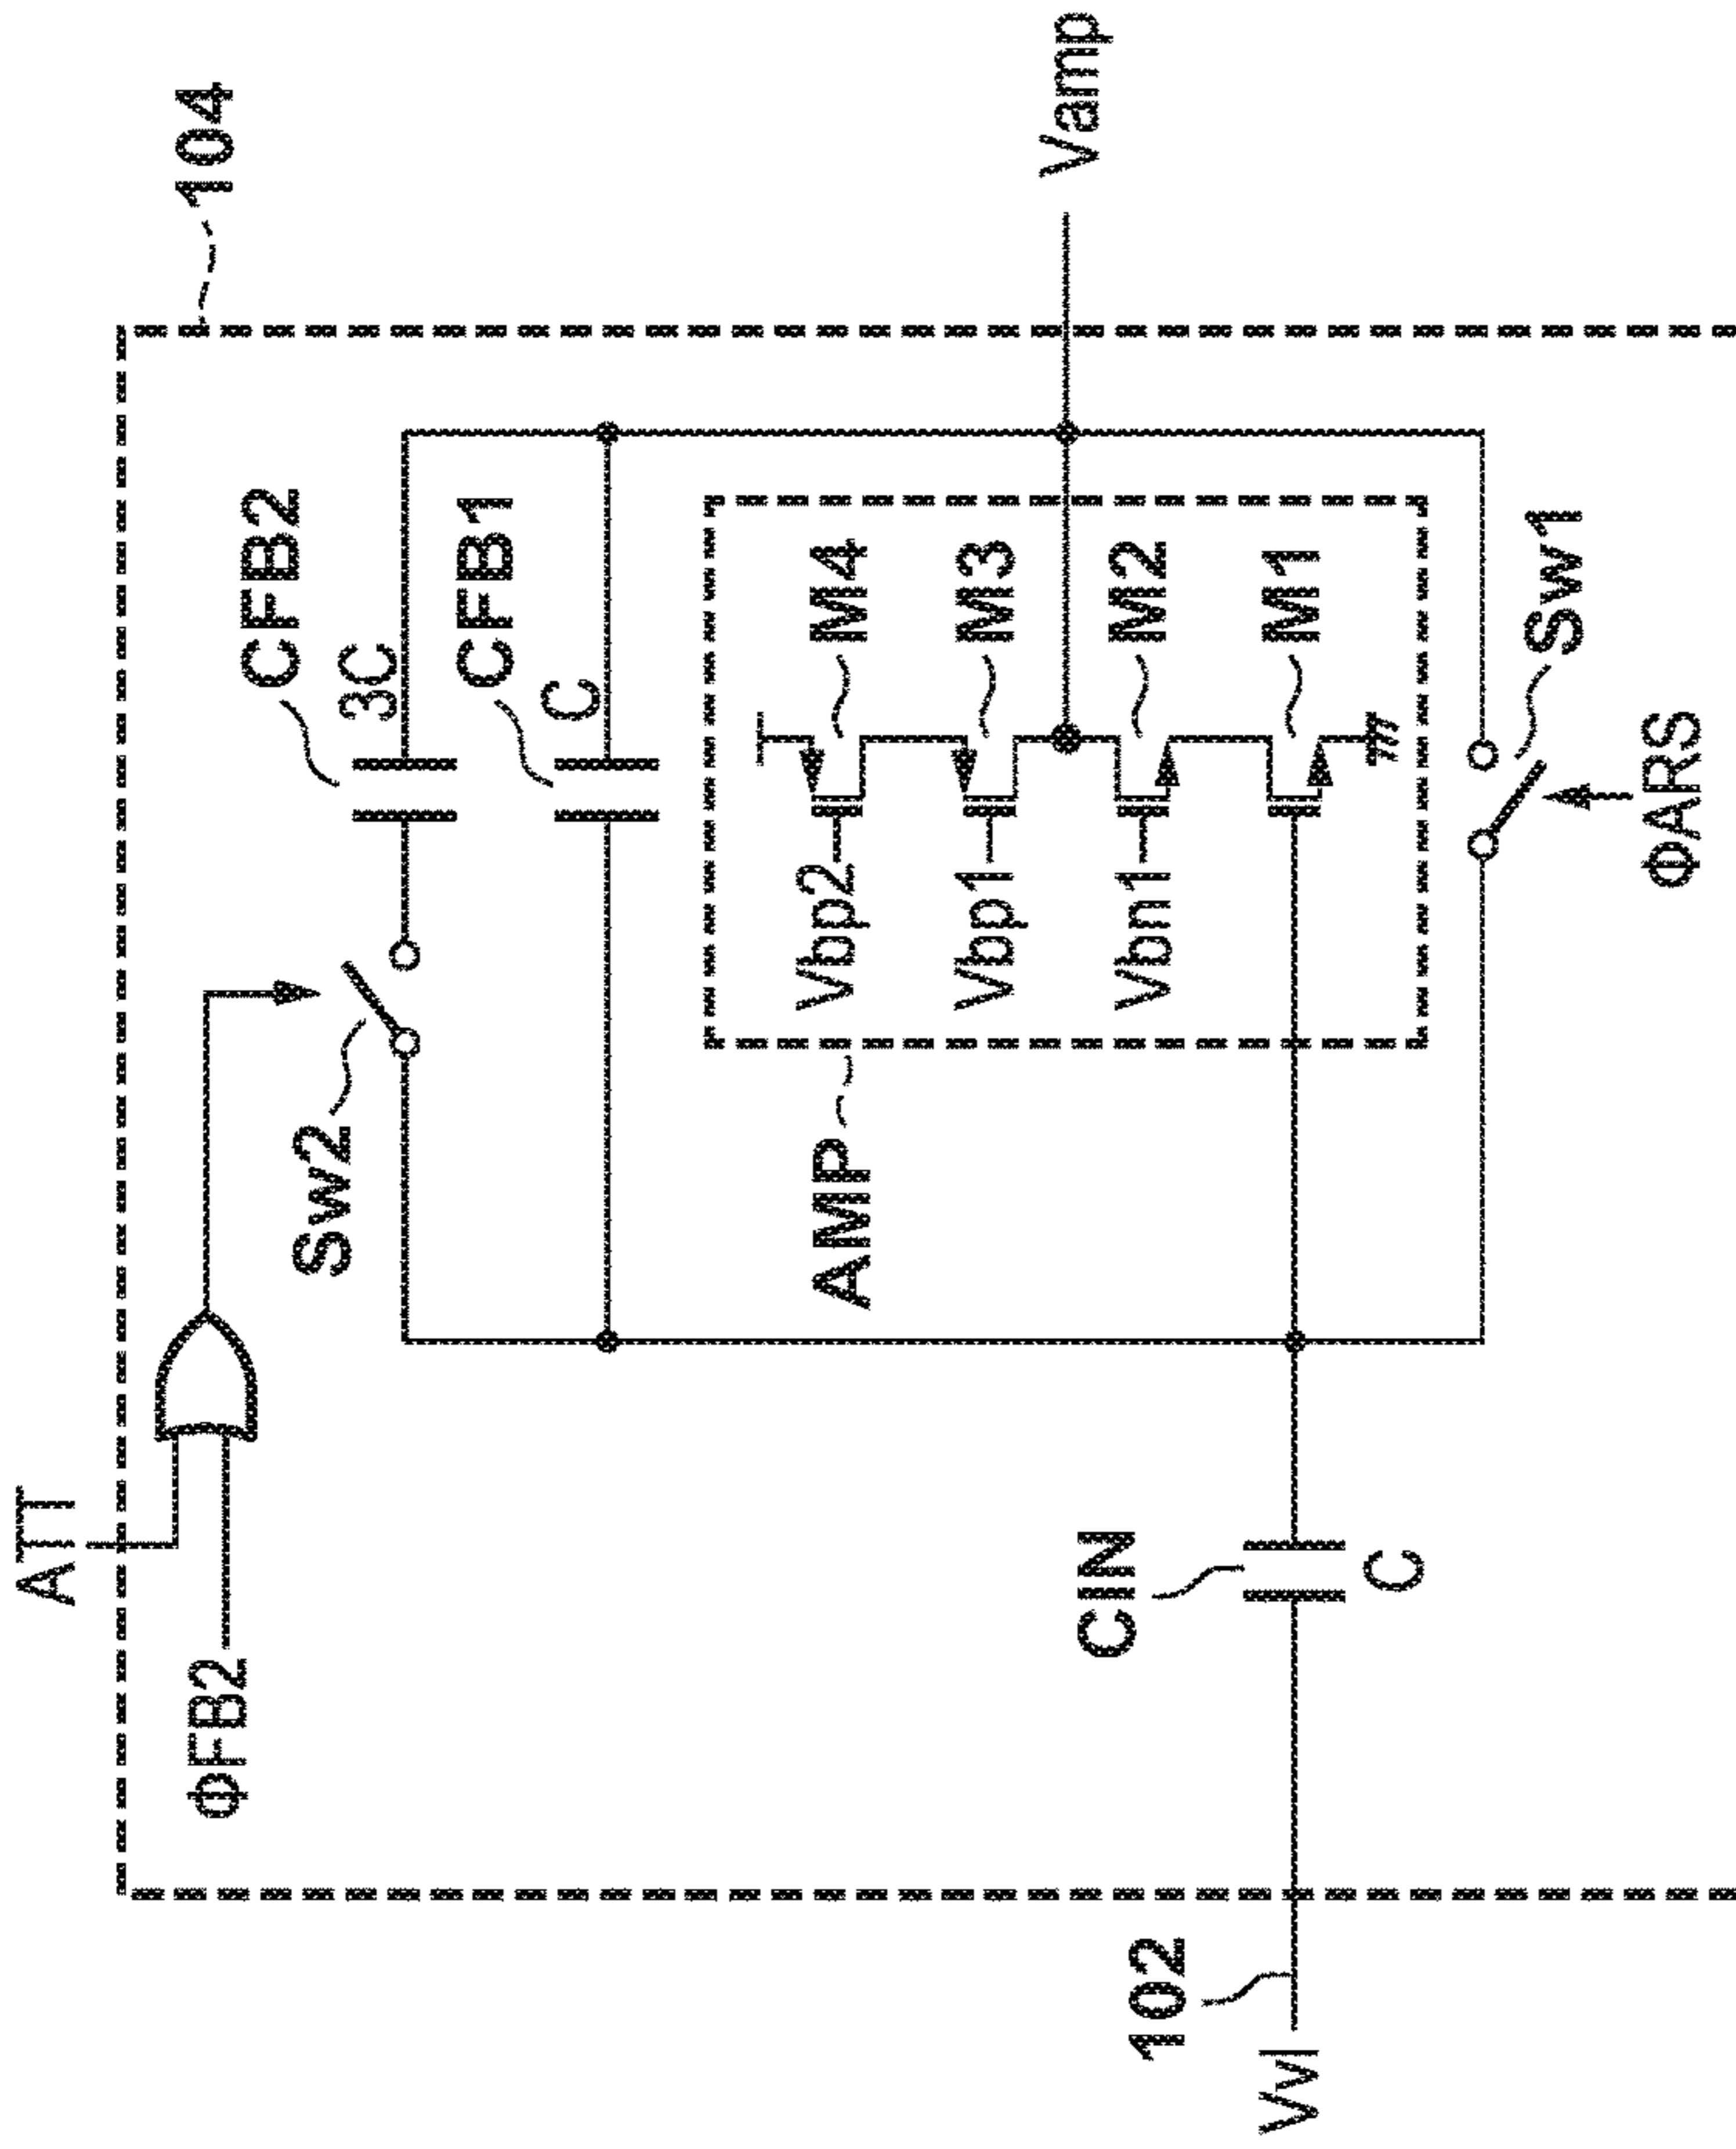 ATT
104
ΦFB2
Sw2
CFB2
3C
CFB1
C
AMP
Vbp2
M4
Vbp1
M3
Vbn1
M2
M1
Vamp
102
Vvl
CIN
C
Sw1
ΦARS